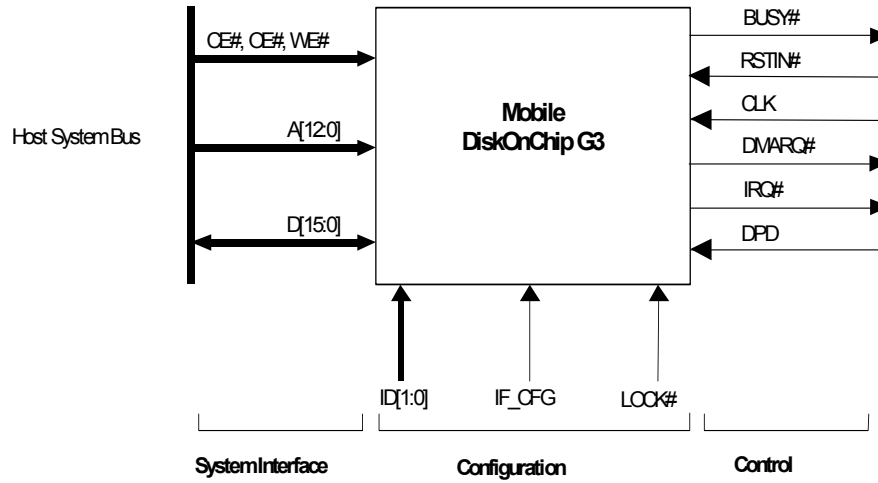 CE#, OE#, WE#
BUSY#
RSTIN#
Mobile
DiskOnChip G3
CLK
Host System Bus
A[12:0]
DMARQ#
IRQ#
D[15:0]
DPD
ID[1:0]
IF_CFG
LOCK#
System Interface
Configuration
Control